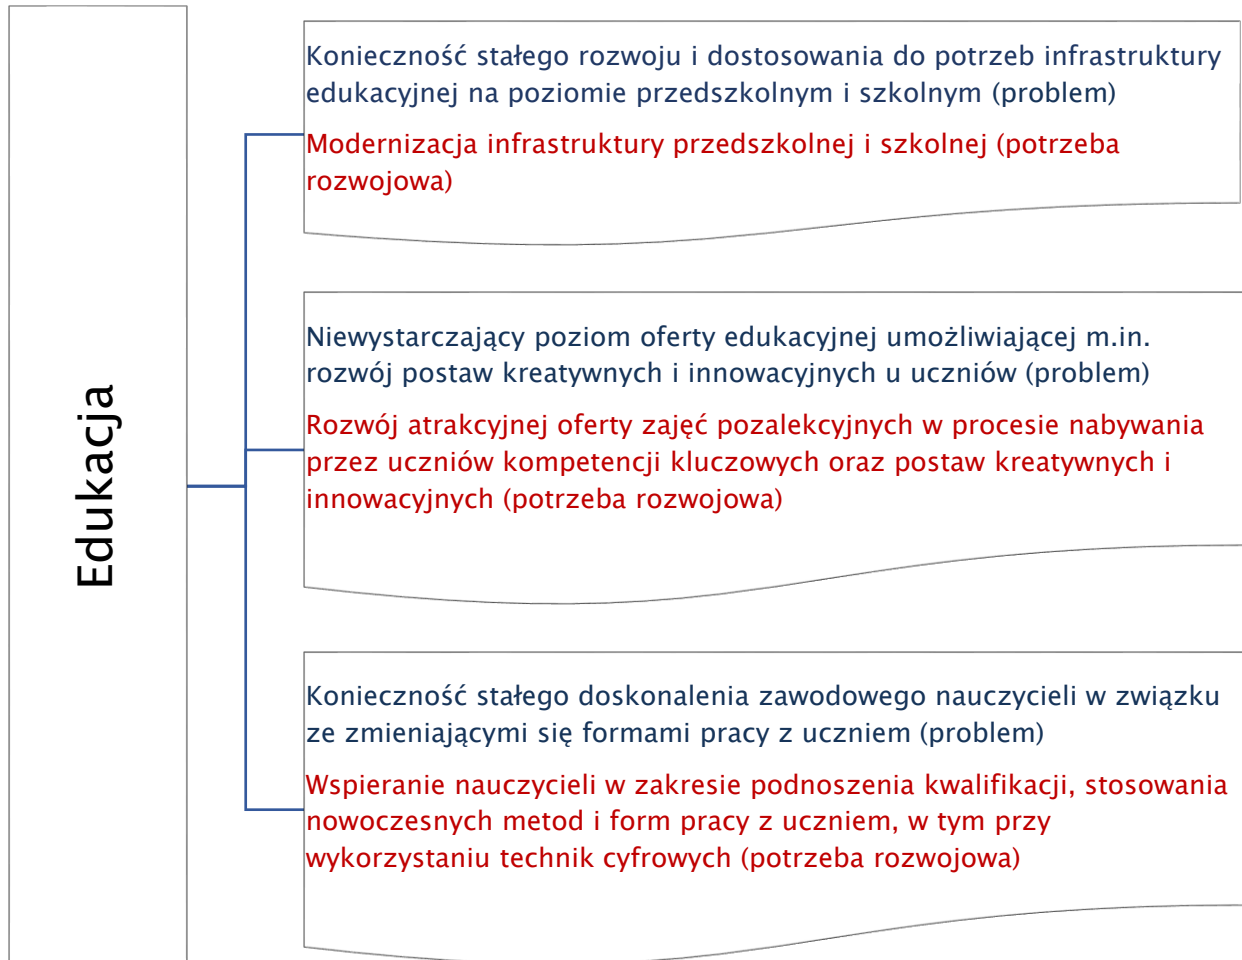 Edukacja
Konieczność stałego rozwoju i dostosowania do potrzeb infrastruktury
edukacyjnej na poziomie przedszkolnym i szkolnym (problem)
Modernizacja infrastruktury przedszkolnej i szkolnej (potrzeba
rozwojowa)
Niewystarczający poziom oferty edukacyjnej umożliwiającej m.in.
rozwój postaw kreatywnych i innowacyjnych u uczniów (problem)
Rozwój atrakcyjnej oferty zajęć pozalekcyjnych w procesie nabywania
przez uczniów kompetencji kluczowych oraz postaw kreatywnych i
innowacyjnych (potrzeba rozwojowa)
Konieczność stałego doskonalenia zawodowego nauczycieli w związku
ze zmieniającymi się formami pracy z uczniem (problem)
Wspieranie nauczycieli w zakresie podnoszenia kwalifikacji, stosowania
nowoczesnych metod i form pracy z uczniem, w tym przy
wykorzystaniu technik cyfrowych (potrzeba rozwojowa)